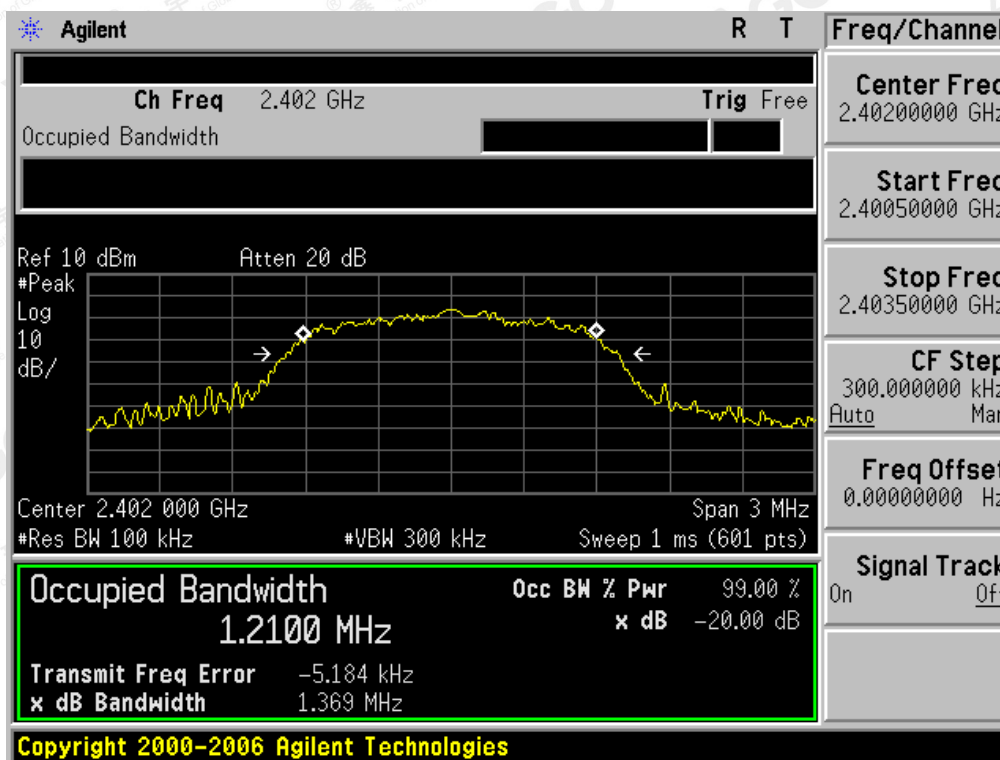 Agilent R T Freq/Channel
Ch Freq 2.402 GHz Trig Free
Occupied Bandwidth
Center Freq
2.40200000 GHz
Start Freq
2.40050000 GHz
Stop Freq
2.40350000 GHz
CF Step
300.000000 kHz
Auto Man
Freq Offset
0.00000000 Hz
Signal Track
On Off
Ref 10 dBm Atten 20 dB
#Peak
Log
10
dB/
Center 2.402 000 GHz Span 3 MHz
#Res BW 100 kHz #VBW 300 kHz Sweep 1 ms (601 pts)
Occupied Bandwidth Occ BW % Pwr 99.00 %
1.2100 MHz x dB -20.00 dB
Transmit Freq Error -5.184 kHz
x dB Bandwidth 1.369 MHz
Copyright 2000-2006 Agilent Technologies